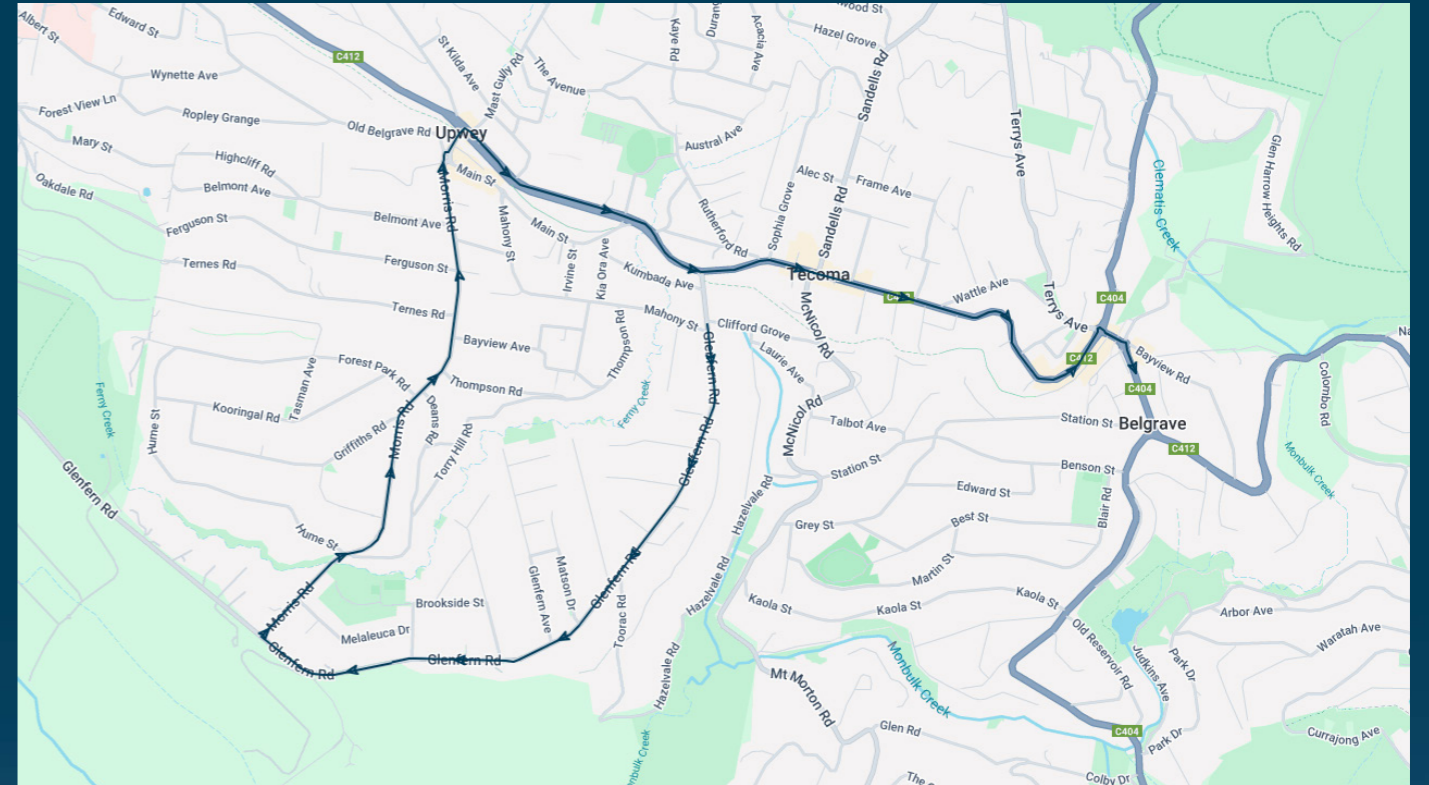 Albert St
Edward St
C412
St Kilda Ave
Mast Gully Rd
The Avenue
Kaye Rd
Acacia Ave
wood St
Hazel Grove
Sandells Rd
Wynette Ave
Forest View Ln
Ropley Grange
Old Belgrave Rd
Upwey
Austral Ave
Terrys Ave
Glen Harrow Heights Rd
Mary St
Highcliff Rd
Main St
Alec St
Frame Ave
Clematis Creek
Oakdale Rd
Belmont Ave
Morris Rd
Mahony St
Rutherford Rd
Sophia Grove
Sandells Rd
Ferguson St
Belmont Ave
Main St
Irvine St
Kia Ora Ave
Ternes Rd
Ferguson St
Kumbada Ave
Tecoma
Wattle Ave
Terrys Ave
C404
Ternes Rd
Mahony St
Clifford Grove
McNicol Rd
Thompson Rd
Bayview Ave
Glenfern Rd
Laurie Ave
C412
Bayview Rd
Forest Park Rd
Tasman Ave
Thompson Rd
Ferny Creek
C404
Colombo Rd
Ferny Creek
Hume St
Kooringal Rd
Griffiths Rd
Morris Rd
Deans Rd
Torry Hill Rd
Glenfern Rd
McNicol Rd
Talbot Ave
Station St
Belgrave
C412
Monbulk Creek
Glenfern Rd
Station St
Benson St
Hazelvale Rd
Edward St
Blair Rd
Hume St
Grey St
Best St
Glenfern Rd
Matson Dr
Glenfern Ave
Martin St
Morris Rd
Brookside St
Toorac Rd
Hazelvale Rd
Kaola St
Kaola St
Kaola St
Arbor Ave
Melaleuca Dr
Glenfern Rd
Glenfern Rd
Hazelvale Rd
Old Reservoir Rd
Judkins Ave
Park Dr
Waratah Ave
Mt Morton Rd
Monbulk Creek
Glen Rd
C404
Park Dr
Currajong Ave
Colby Dr